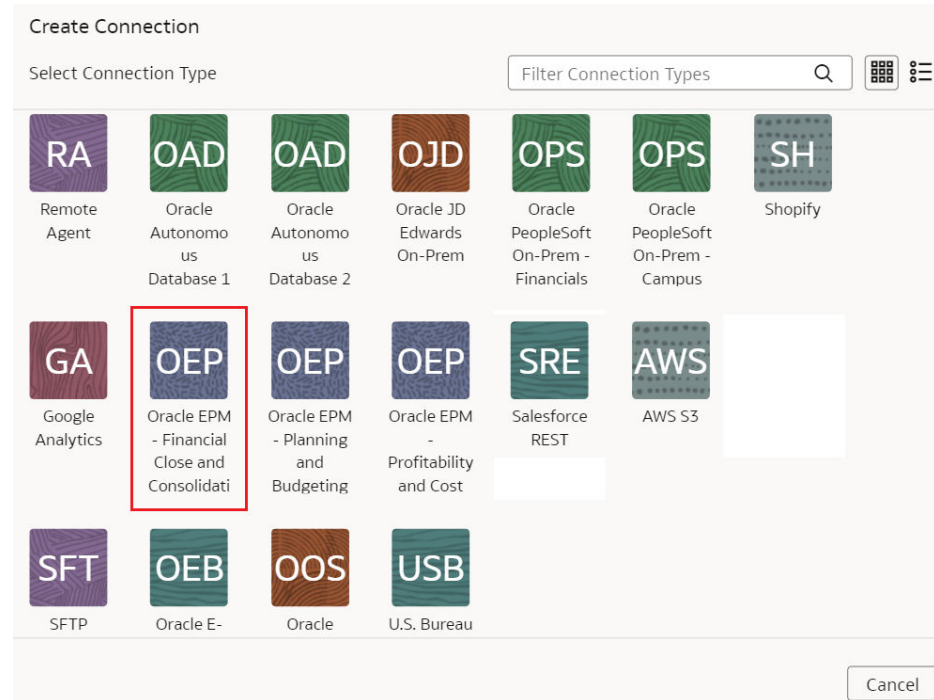 Create Connection
Select Connection Type
Filter Connection Types
RA
OAD
OAD
OJD
OPS
OPS
SH
Remote
Agent
Oracle
Autonomo
us
Database 1
Oracle
Autonomo
us
Database 2
Oracle JD
Edwards
On-Prem
Oracle
PeopleSoft
On-Prem -
Financials
Oracle
PeopleSoft
On-Prem -
Campus
Shopify
GA
OEP
OEP
OEP
SRE
AWS
Google
Analytics
Oracle EPM
- Financial
Close and
Consolidati
Oracle EPM
- Planning
and
Budgeting
Oracle EPM
-
Profitability
and Cost
Salesforce
REST
AWS S3
SFT
OEB
OOS
USB
SFTP
Oracle E-
Oracle
U.S. Bureau
Cancel